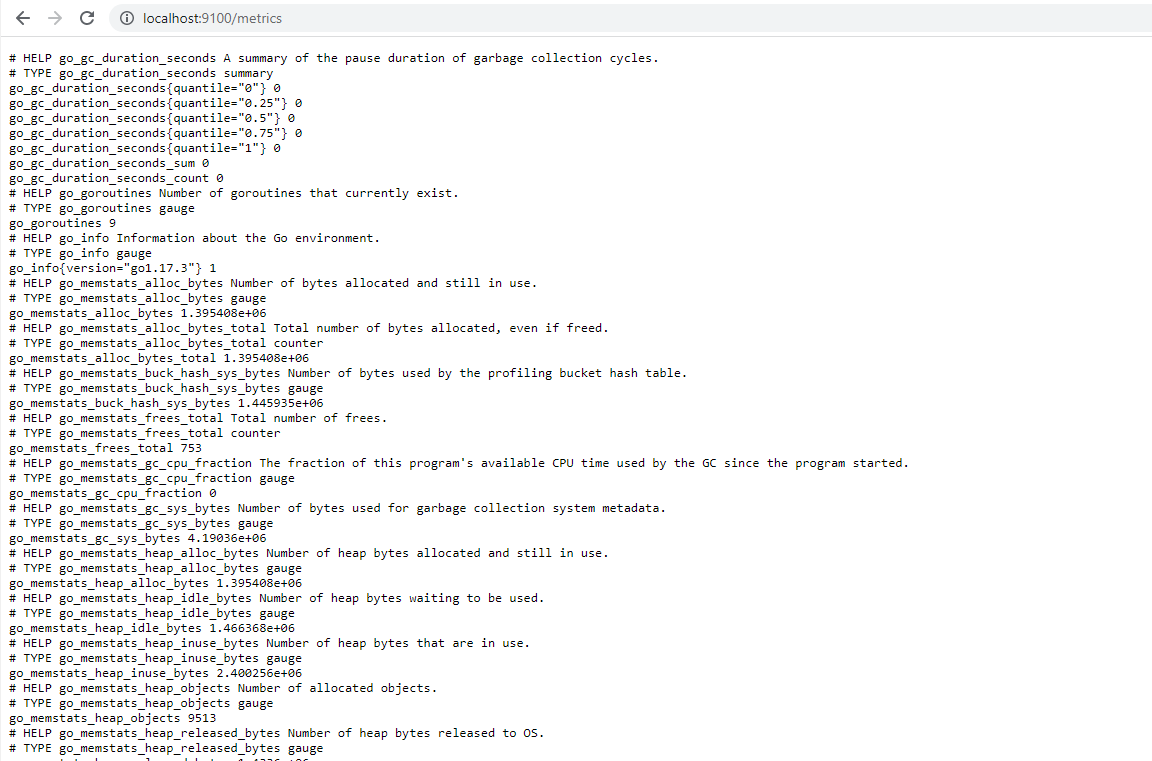 localhost:9100/metrics
# HELP go_gc_duration_seconds A summary of the pause duration of garbage collection cycles.
# TYPE go_gc_duration_seconds summary
go_gc_duration_seconds{quantile="0"} 0
go_gc_duration_seconds{quantile="0.25"} 0
go_gc_duration_seconds{quantile="0.5"} 0
go_gc_duration_seconds{quantile="0.75"} 0
go_gc_duration_seconds{quantile="1"} 0
go_gc_duration_seconds_sum 0
go_gc_duration_seconds_count 0
# HELP go_goroutines Number of goroutines that currently exist.
# TYPE go_goroutines gauge
go_goroutines 9
# HELP go_info Information about the Go environment.
# TYPE go_info gauge
go_info{version="go1.17.3"} 1
# HELP go_memstats_alloc_bytes Number of bytes allocated and still in use.
# TYPE go_memstats_alloc_bytes gauge
go_memstats_alloc_bytes 1.395408e+06
# HELP go_memstats_alloc_bytes_total Total number of bytes allocated, even if freed.
# TYPE go_memstats_alloc_bytes_total counter
go_memstats_alloc_bytes_total 1.395408e+06
# HELP go_memstats_buck_hash_sys_bytes Number of bytes used by the profiling bucket hash table.
# TYPE go_memstats_buck_hash_sys_bytes gauge
go_memstats_buck_hash_sys_bytes 1.445935e+06
# HELP go_memstats_frees_total Total number of frees.
# TYPE go_memstats_frees_total counter
go_memstats_frees_total 753
# HELP go_memstats_gc_cpu_fraction The fraction of this program's available CPU time used by the GC since the program started.
# TYPE go_memstats_gc_cpu_fraction gauge
go_memstats_gc_cpu_fraction 0
# HELP go_memstats_gc_sys_bytes Number of bytes used for garbage collection system metadata.
# TYPE go_memstats_gc_sys_bytes gauge
go_memstats_gc_sys_bytes 4.19036e+06
# HELP go_memstats_heap_alloc_bytes Number of heap bytes allocated and still in use.
# TYPE go_memstats_heap_alloc_bytes gauge
go_memstats_heap_alloc_bytes 1.395408e+06
# HELP go_memstats_heap_idle_bytes Number of heap bytes waiting to be used.
# TYPE go_memstats_heap_idle_bytes gauge
go_memstats_heap_idle_bytes 1.466368e+06
# HELP go_memstats_heap_inuse_bytes Number of heap bytes that are in use.
# TYPE go_memstats_heap_inuse_bytes gauge
go_memstats_heap_inuse_bytes 2.400256e+06
# HELP go_memstats_heap_objects Number of allocated objects.
# TYPE go_memstats_heap_objects gauge
go_memstats_heap_objects 9513
# HELP go_memstats_heap_released_bytes Number of heap bytes released to OS.
# TYPE go_memstats_heap_released_bytes gauge